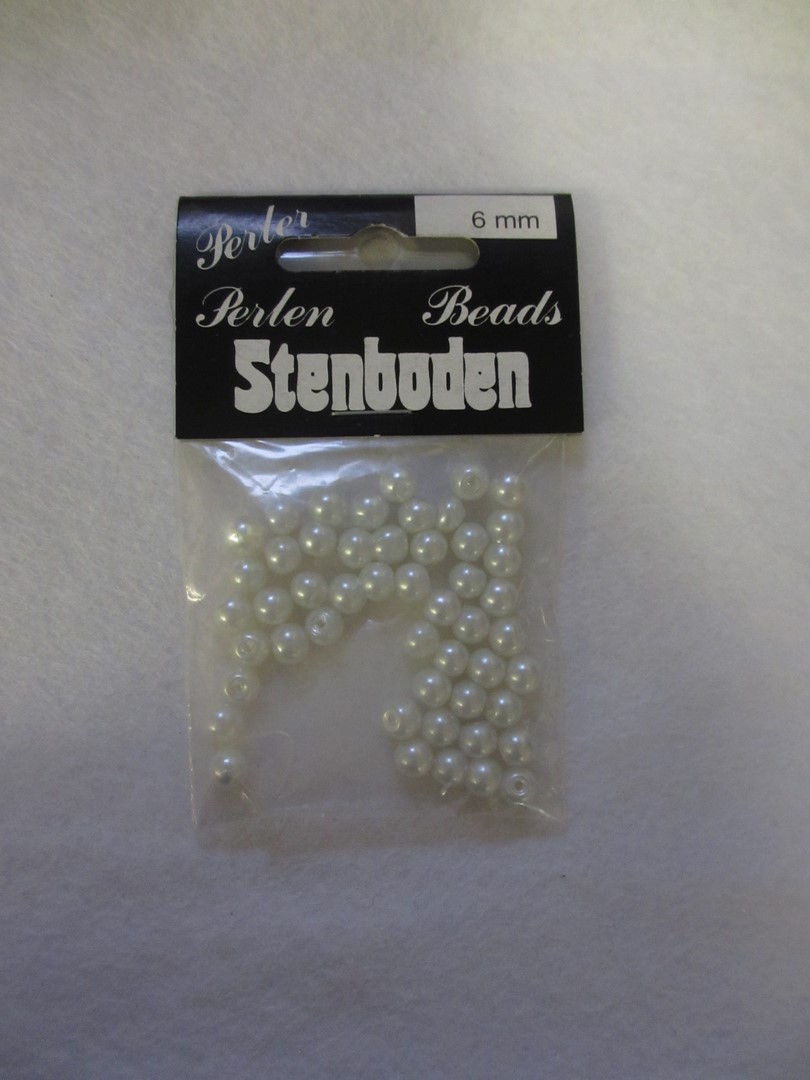 Perler
6 mm
Perlen Beads
Stenboden